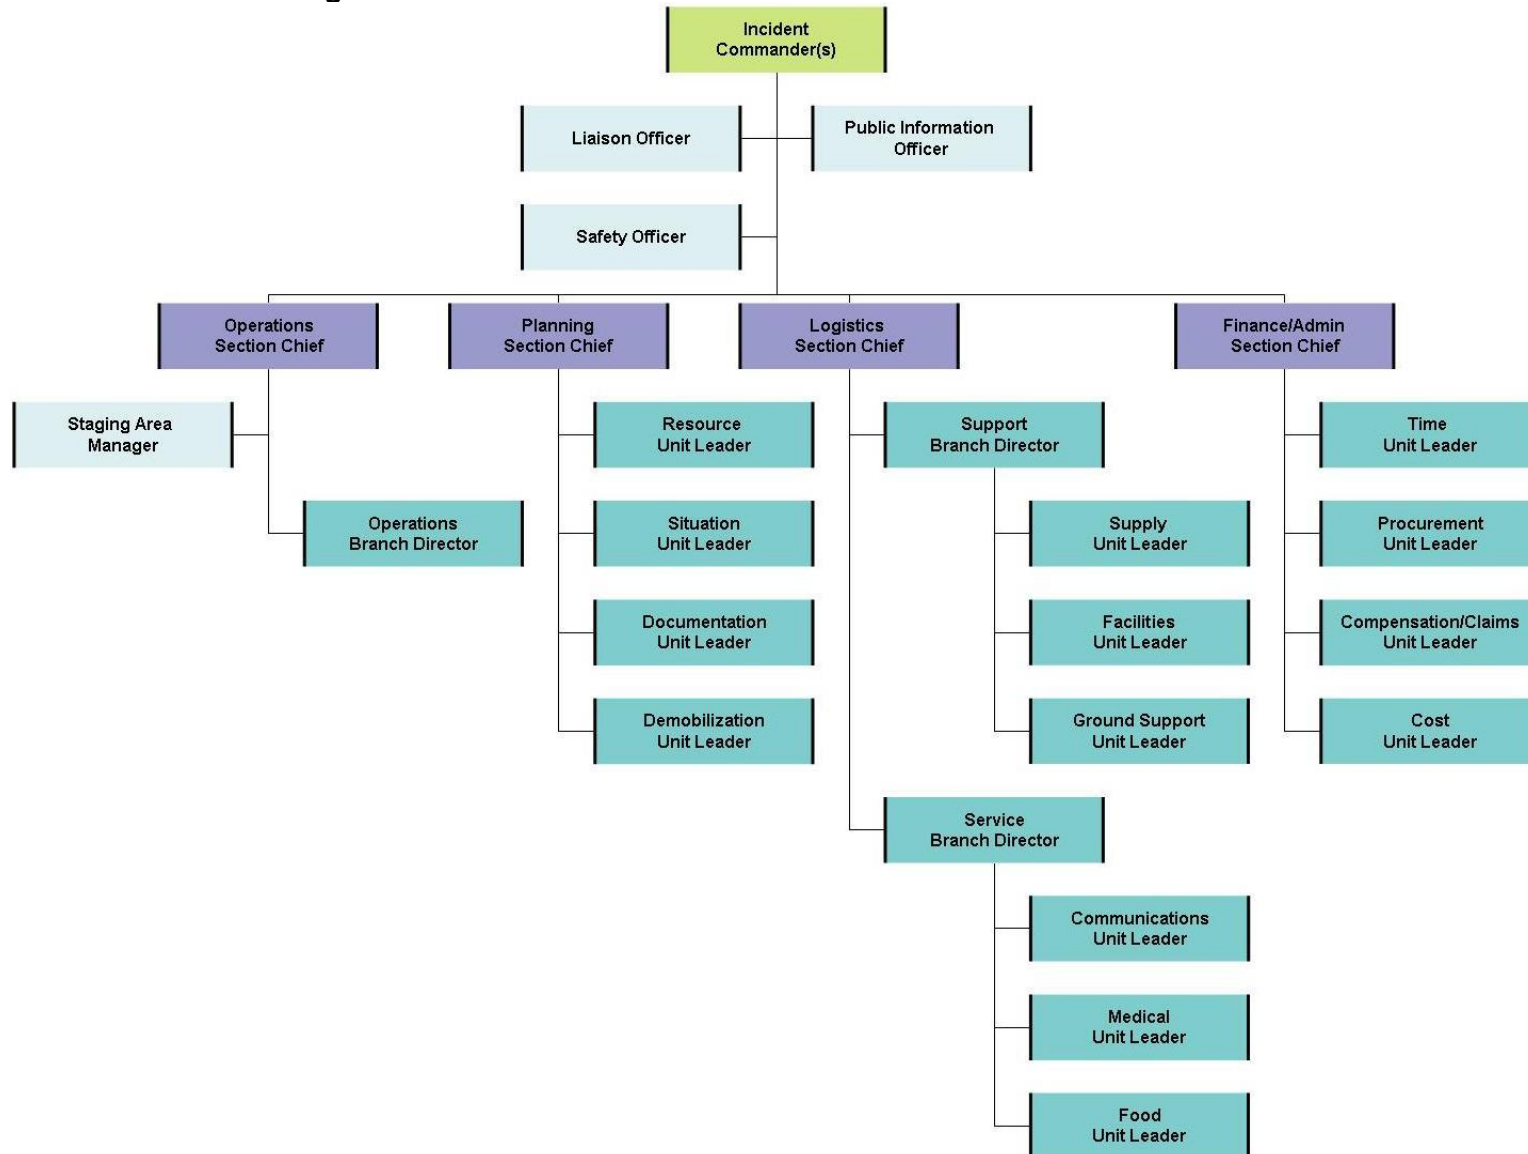 Incident
Commander(s)
Liaison Officer
Public Information
Officer
Safety Officer
Operations
Section Chief
Planning
Section Chief
Logistics
Section Chief
Finance/Admin
Section Chief
Staging Area
Manager
Resource
Unit Leader
Support
Branch Director
Time
Unit Leader
Operations
Branch Director
Situation
Unit Leader
Supply
Unit Leader
Procurement
Unit Leader
Documentation
Unit Leader
Facilities
Unit Leader
Compensation/Claims
Unit Leader
Demobilization
Unit Leader
Ground Support
Unit Leader
Cost
Unit Leader
Service
Branch Director
Communications
Unit Leader
Medical
Unit Leader
Food
Unit Leader